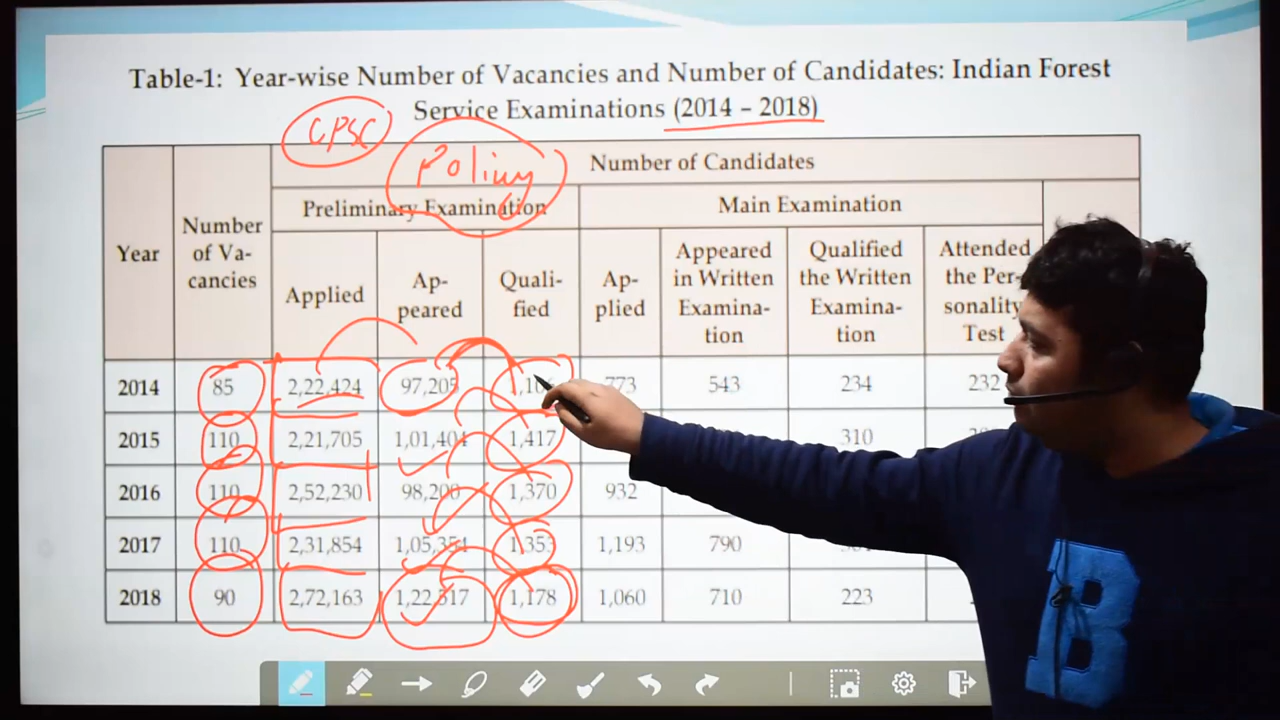 Table-1: Year-wise Number of Vacancies and Number of Candidates: Indian Forest
Service Examinations (2014 – 2018)
UPSC
Policy
Number of Candidates
Preliminary Examination
Main Examination
Year
Number
of Va-
cancies
Applied
Ap-
peared
Quali-
fied
Ap-
plied
Appeared
in Written
Examina-
tion
Qualified
the Written
Examina-
tion
Attended
the Per-
sonality
Test
2014 85 2,22,424 97,205 773 543 234 232
2015 110 2,21,705 1,01,404 1,417 310
2016 110 2,52,230 98,200 1,370 932
2017 110 2,31,854 1,05,354 1,353 1,193 790
2018 90 2,72,163 1,22,517 1,178 1,060 710 223
B